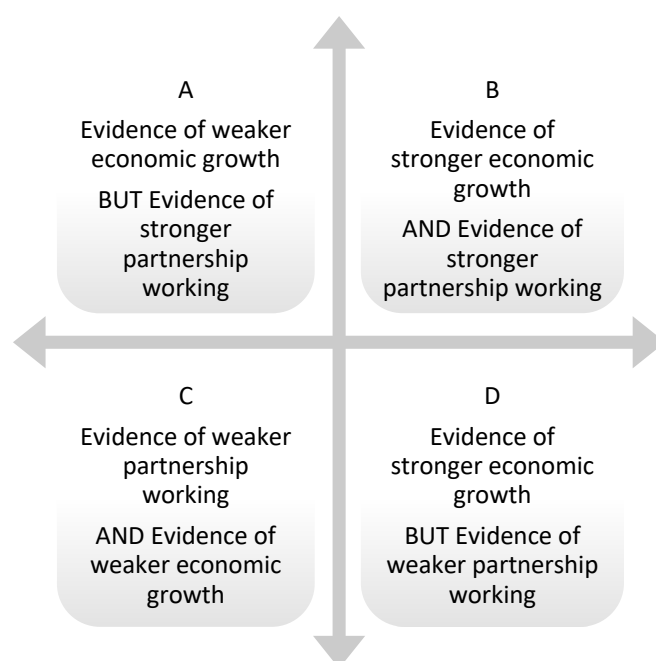 A
Evidence of weaker
economic growth
BUT Evidence of
stronger
partnership
working
B
Evidence of
stronger economic
growth
AND Evidence of
stronger
partnership working
C
Evidence of weaker
partnership
working
AND Evidence of
weaker economic
growth
D
Evidence of
stronger economic
growth
BUT Evidence of
weaker partnership
working